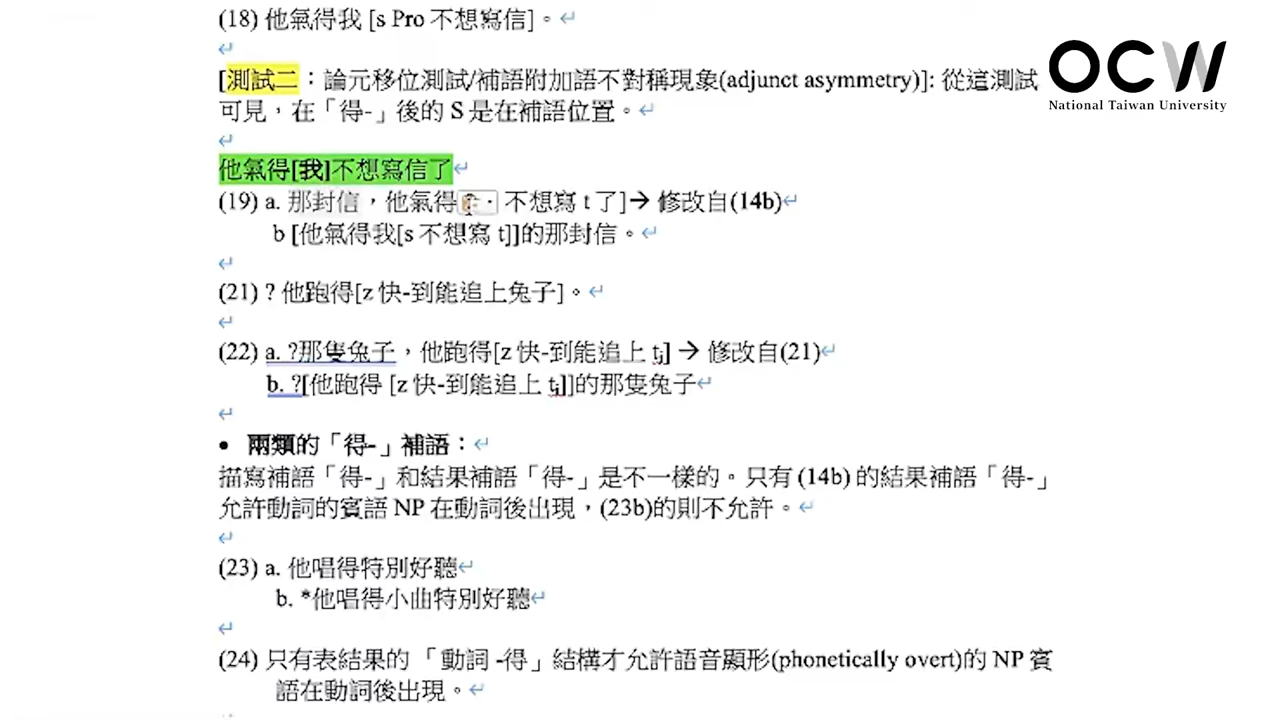 (18) 他氣得我 [s Pro 不想寫信]。
OCW
National Taiwan University
[測試二：論元移位測試/補語附加語不對稱現象(adjunct asymmetry)]: 從這測試
可見，在「得-」後的 S 是在補語位置。
他氣得[我]不想寫信了
(19) a. 那封信，他氣得 不想寫 t 了]→ 修改自(14b)
b [他氣得我[s 不想寫 t]]的那封信。
(21) ? 他跑得[z 快-到能追上兔子]。
(22) a. ?那隻兔子，他跑得[z 快-到能追上 tj] → 修改自(21)
b. ?[他跑得 [z 快-到能追上 tj]]的那隻兔子
• 兩類的「得-」補語：
描寫補語「得-」和結果補語「得-」是不一樣的。只有 (14b) 的結果補語「得-」
允許動詞的賓語 NP 在動詞後出現，(23b)的則不允許。
(23) a. 他唱得特別好聽
b. *他唱得小曲特別好聽
(24) 只有表結果的 「動詞 -得」結構才允許語音顯形(phonetically overt)的 NP 賓
語在動詞後出現。